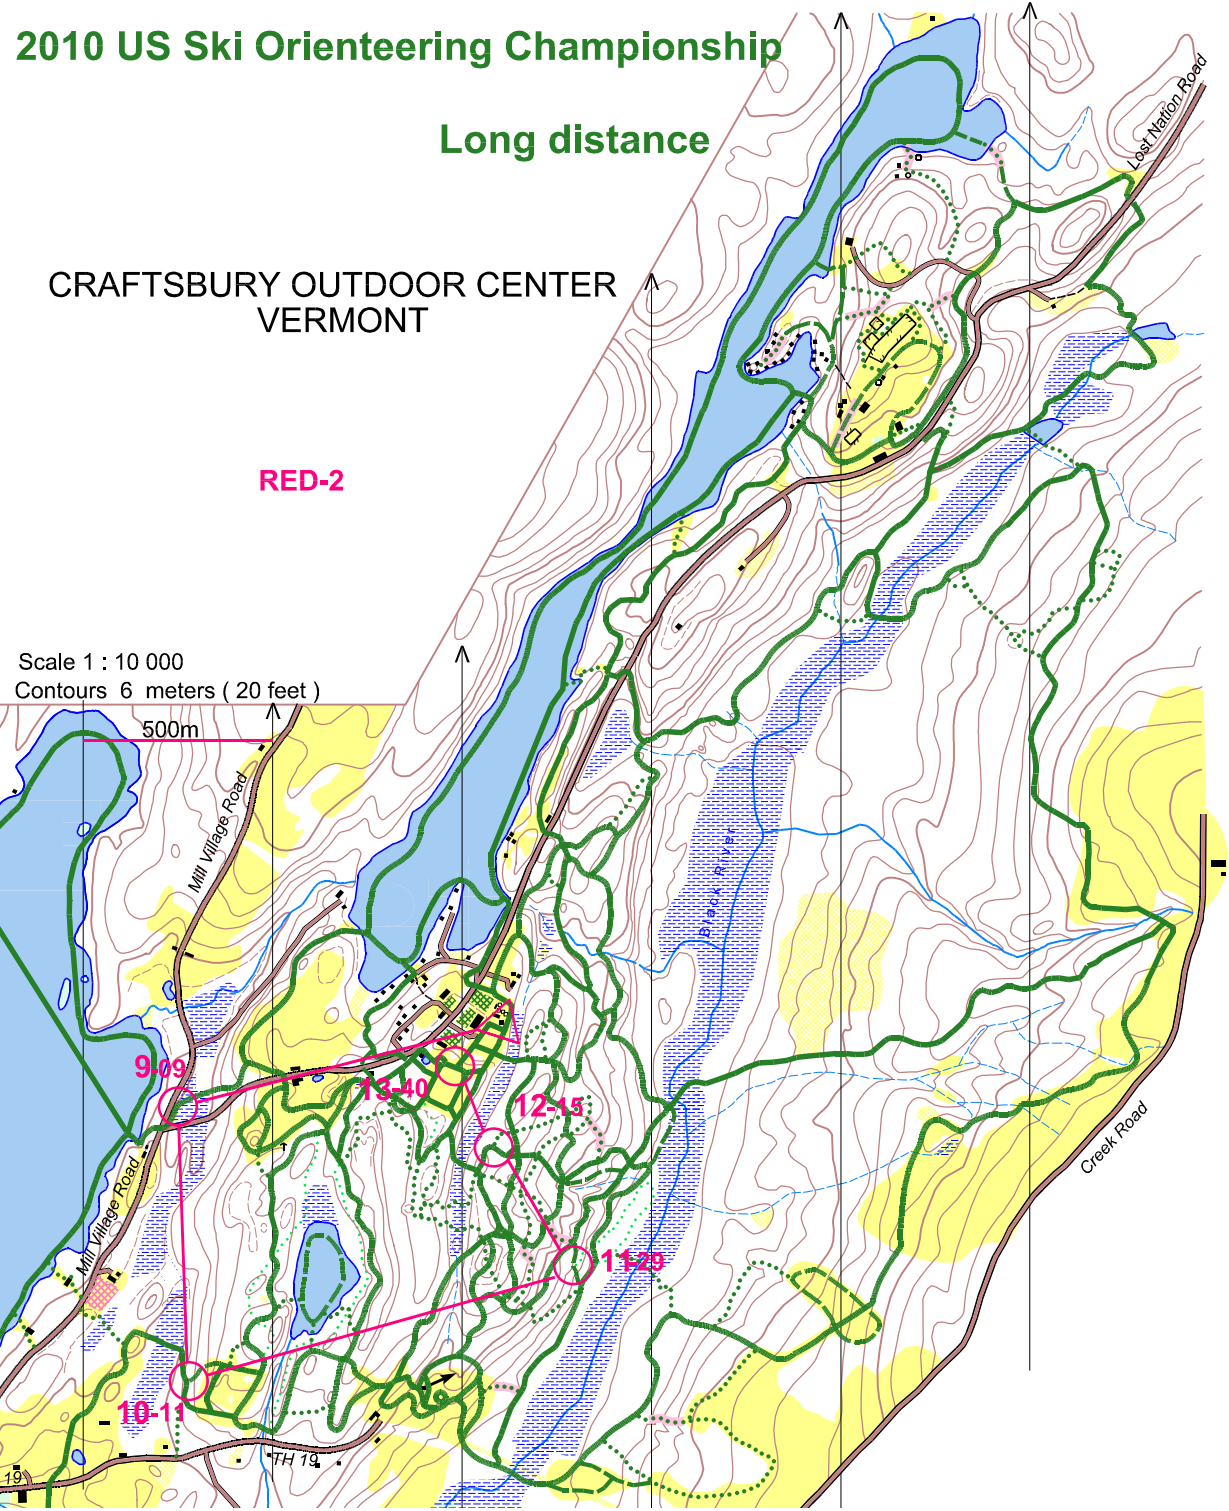 2010 US Ski Orienteering Championship
Long distance
Lost Nation Road
CRAFTSBURY OUTDOOR CENTER
VERMONT
RED-2
Scale 1 : 10 000
Contours 6 meters ( 20 feet )
500m
Mill Village Road
Black River
9-09
13-40
12-15
Creek Road
Mill Village Road
11-29
10-11
TH 19
19